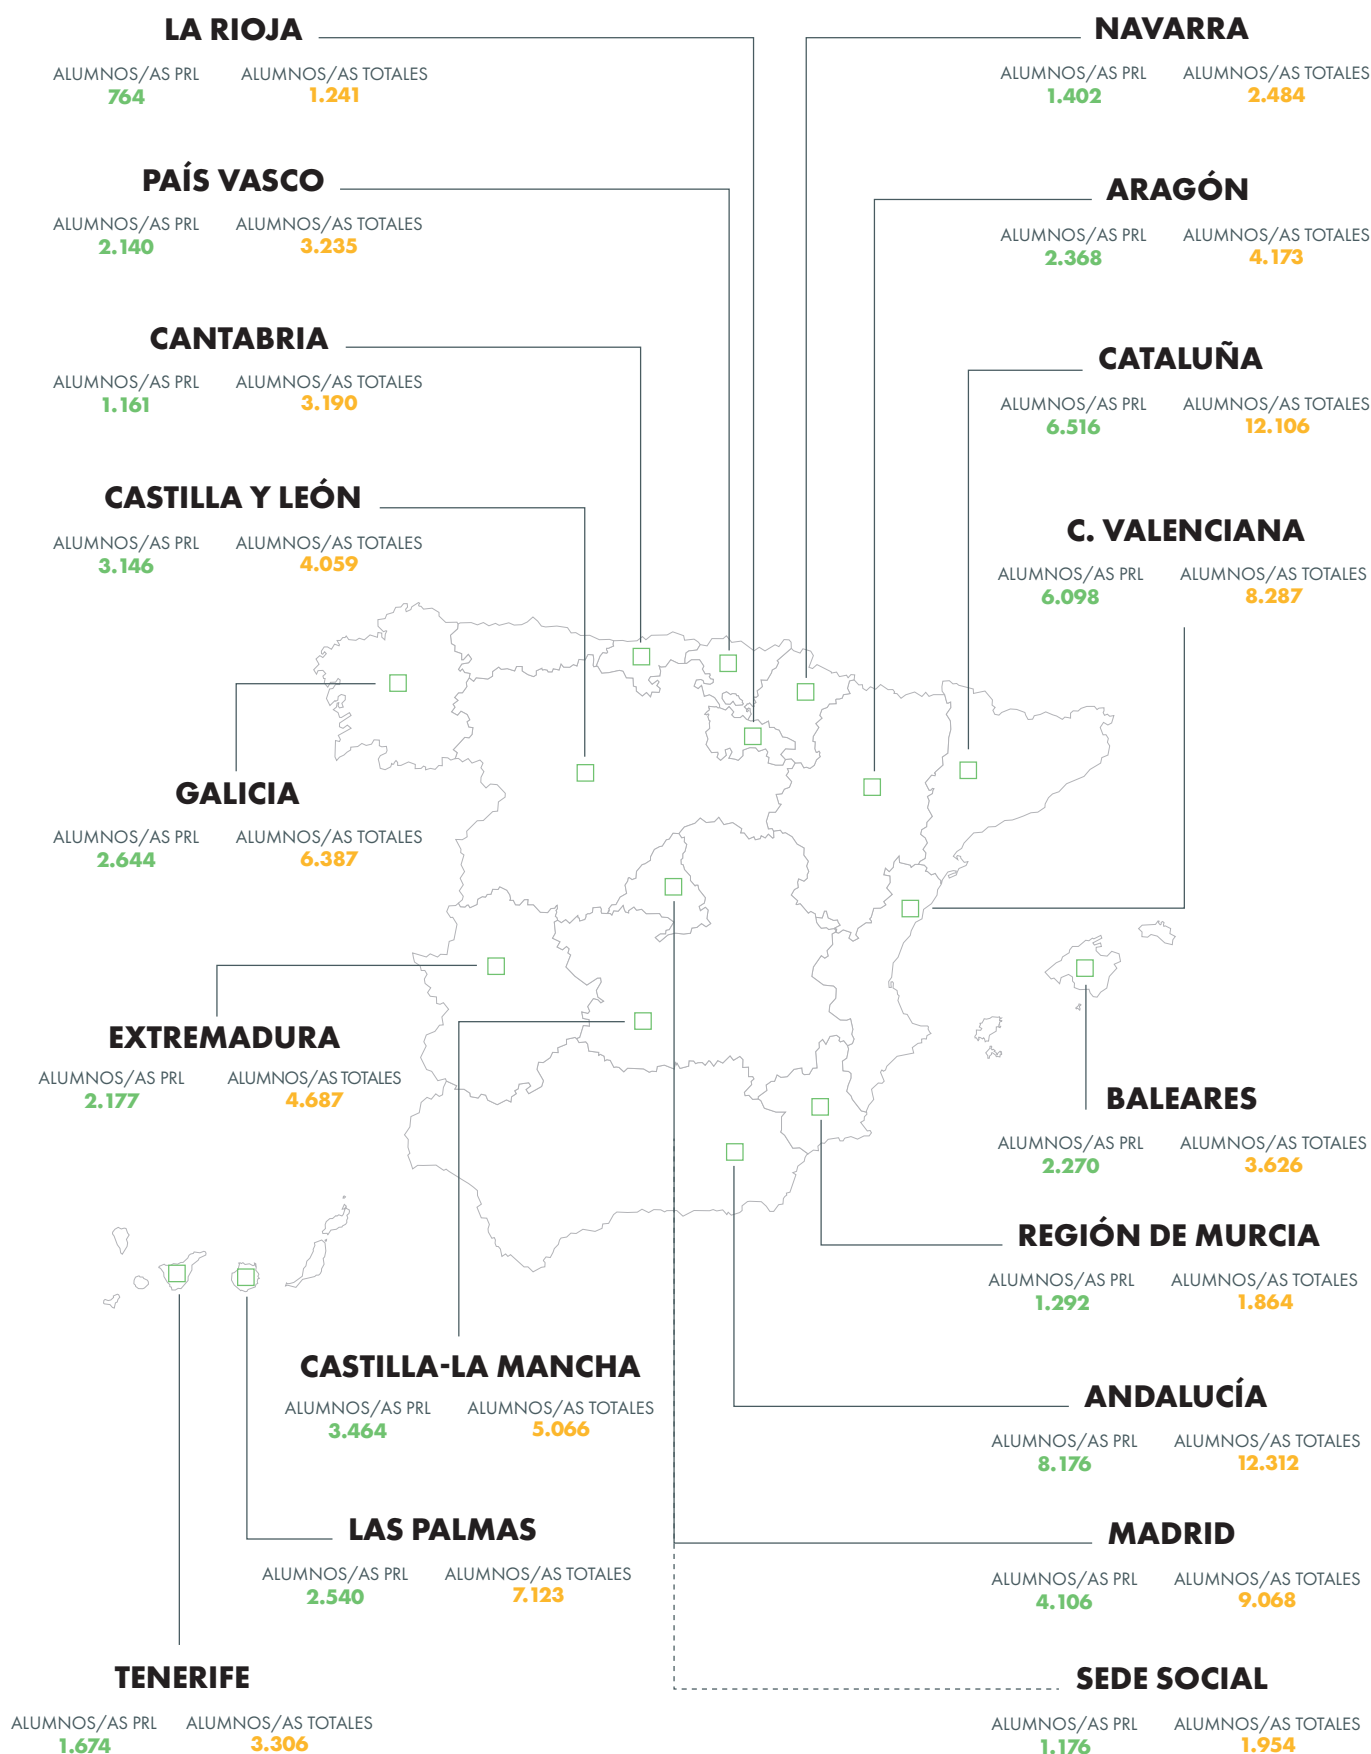 LA RIOJA
ALUMNOS/AS PRL ALUMNOS/AS TOTALES
764 1.241
PAÍS VASCO
ALUMNOS/AS PRL ALUMNOS/AS TOTALES
2.140 3.235
CANTABRIA
ALUMNOS/AS PRL ALUMNOS/AS TOTALES
1.161 3.190
CASTILLA Y LEÓN
ALUMNOS/AS PRL ALUMNOS/AS TOTALES
3.146 4.059
GALICIA
ALUMNOS/AS PRL ALUMNOS/AS TOTALES
2.644 6.387
EXTREMADURA
ALUMNOS/AS PRL ALUMNOS/AS TOTALES
2.177 4.687
CASTILLA-LA MANCHA
ALUMNOS/AS PRL ALUMNOS/AS TOTALES
3.464 5.066
LAS PALMAS
ALUMNOS/AS PRL ALUMNOS/AS TOTALES
2.540 7.123
TENERIFE
ALUMNOS/AS PRL ALUMNOS/AS TOTALES
1.674 3.306
NAVARRA
ALUMNOS/AS PRL ALUMNOS/AS TOTALES
1.402 2.484
ARAGÓN
ALUMNOS/AS PRL ALUMNOS/AS TOTALES
2.368 4.173
CATALUÑA
ALUMNOS/AS PRL ALUMNOS/AS TOTALES
6.516 12.106
C. VALENCIANA
ALUMNOS/AS PRL ALUMNOS/AS TOTALES
6.098 8.287
BALEARES
ALUMNOS/AS PRL ALUMNOS/AS TOTALES
2.270 3.626
REGIÓN DE MURCIA
ALUMNOS/AS PRL ALUMNOS/AS TOTALES
1.292 1.864
ANDALUCÍA
ALUMNOS/AS PRL ALUMNOS/AS TOTALES
8.176 12.312
MADRID
ALUMNOS/AS PRL ALUMNOS/AS TOTALES
4.106 9.068
SEDE SOCIAL
ALUMNOS/AS PRL ALUMNOS/AS TOTALES
1.176 1.954